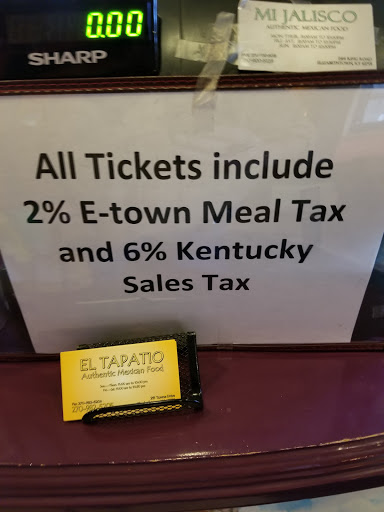 0.00
SHARP
MI JALISCO
AUTHENTIC MEXICAN FOOD
All Tickets include
2% E-town Meal Tax
and 6% Kentucky
Sales Tax
EL TAPATIO
Authentic Mexican Food